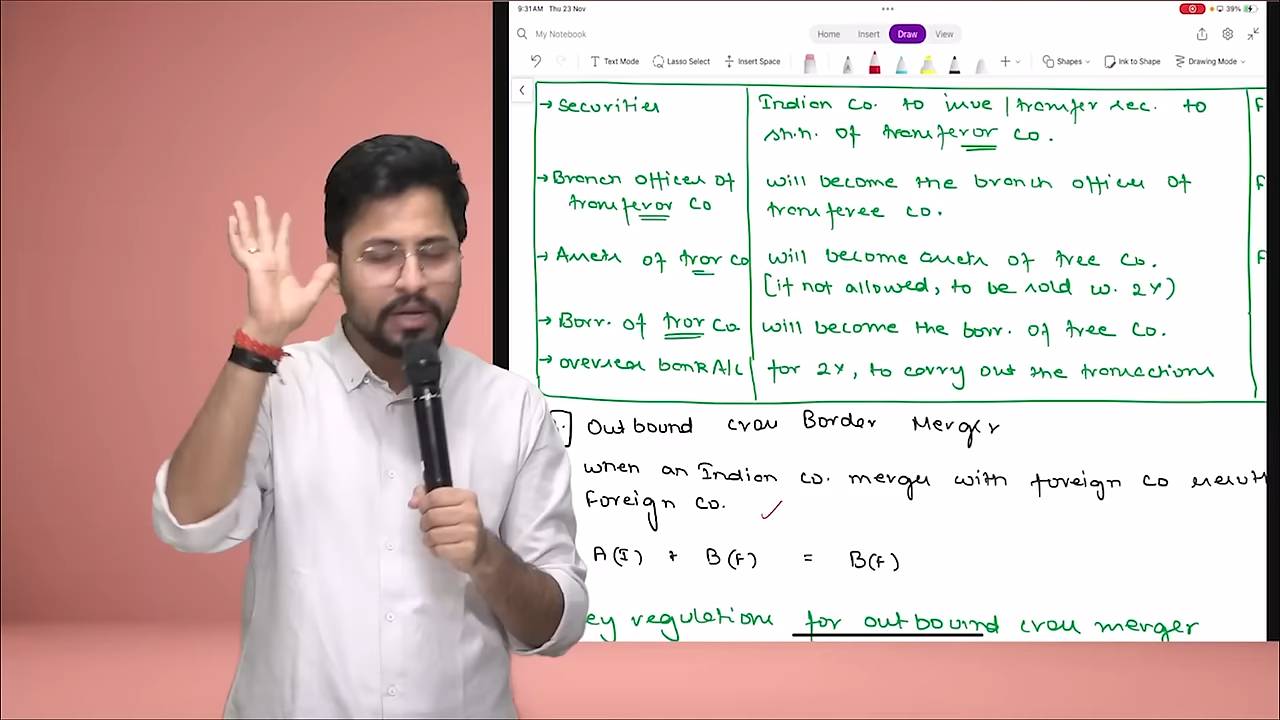 9:31AM Thu 23 Nov
39%
My Notebook
Home Insert Draw View
Text Mode Lasso Select Insert Space Shapes Ink to Shape Drawing Mode
→ Securities Indian Co. to issue / transfer sec. to F
sh.h. of transferor Co.
→ Branch offices of will become the branch offices of F
transferor Co transferee Co.
→ Assets of tror Co will become assets of tree Co. F
[if not allowed, to be sold w. 2Y)
→ Borr. of tror Co. will become the borr. of tree Co.
→ overseas bank A/c for 2Y, to carry out the transactions
Outbound cross Border Merger
when an Indian Co. merges with foreign Co result
Foreign Co.
A(I) + B(F) = B(F)
ey regulations for outbound cross merger